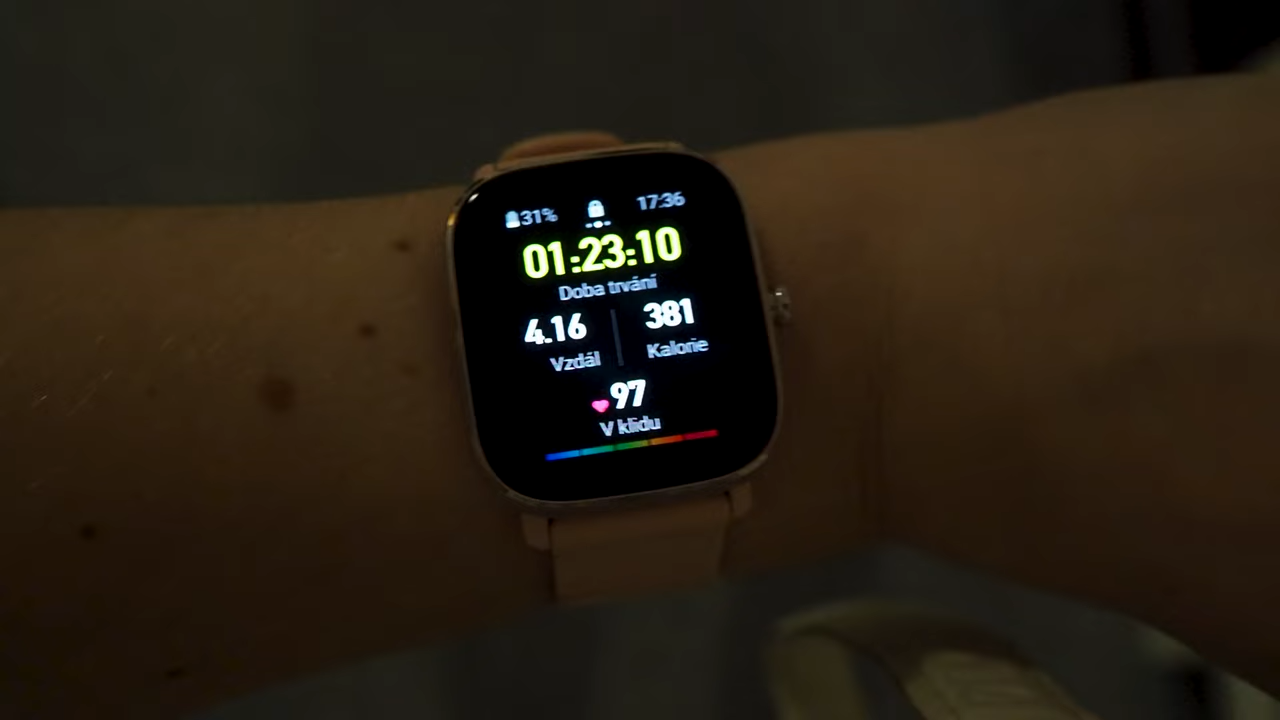 31% 17:36
01:23:10
Doba trvání
4.16 381
Vzdál Kalorie
97
V klidu